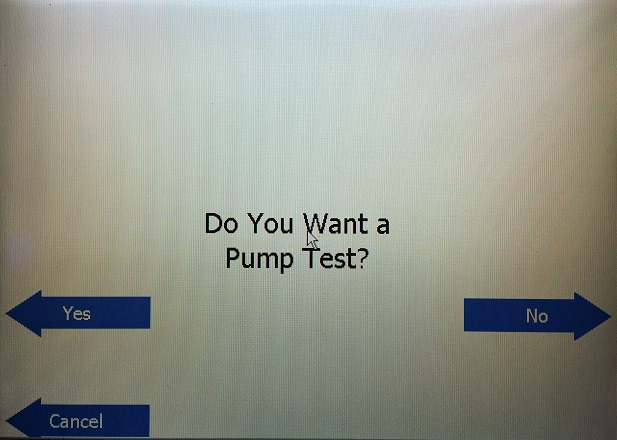 Do You Want a
Pump Test?
Yes
No
Cancel